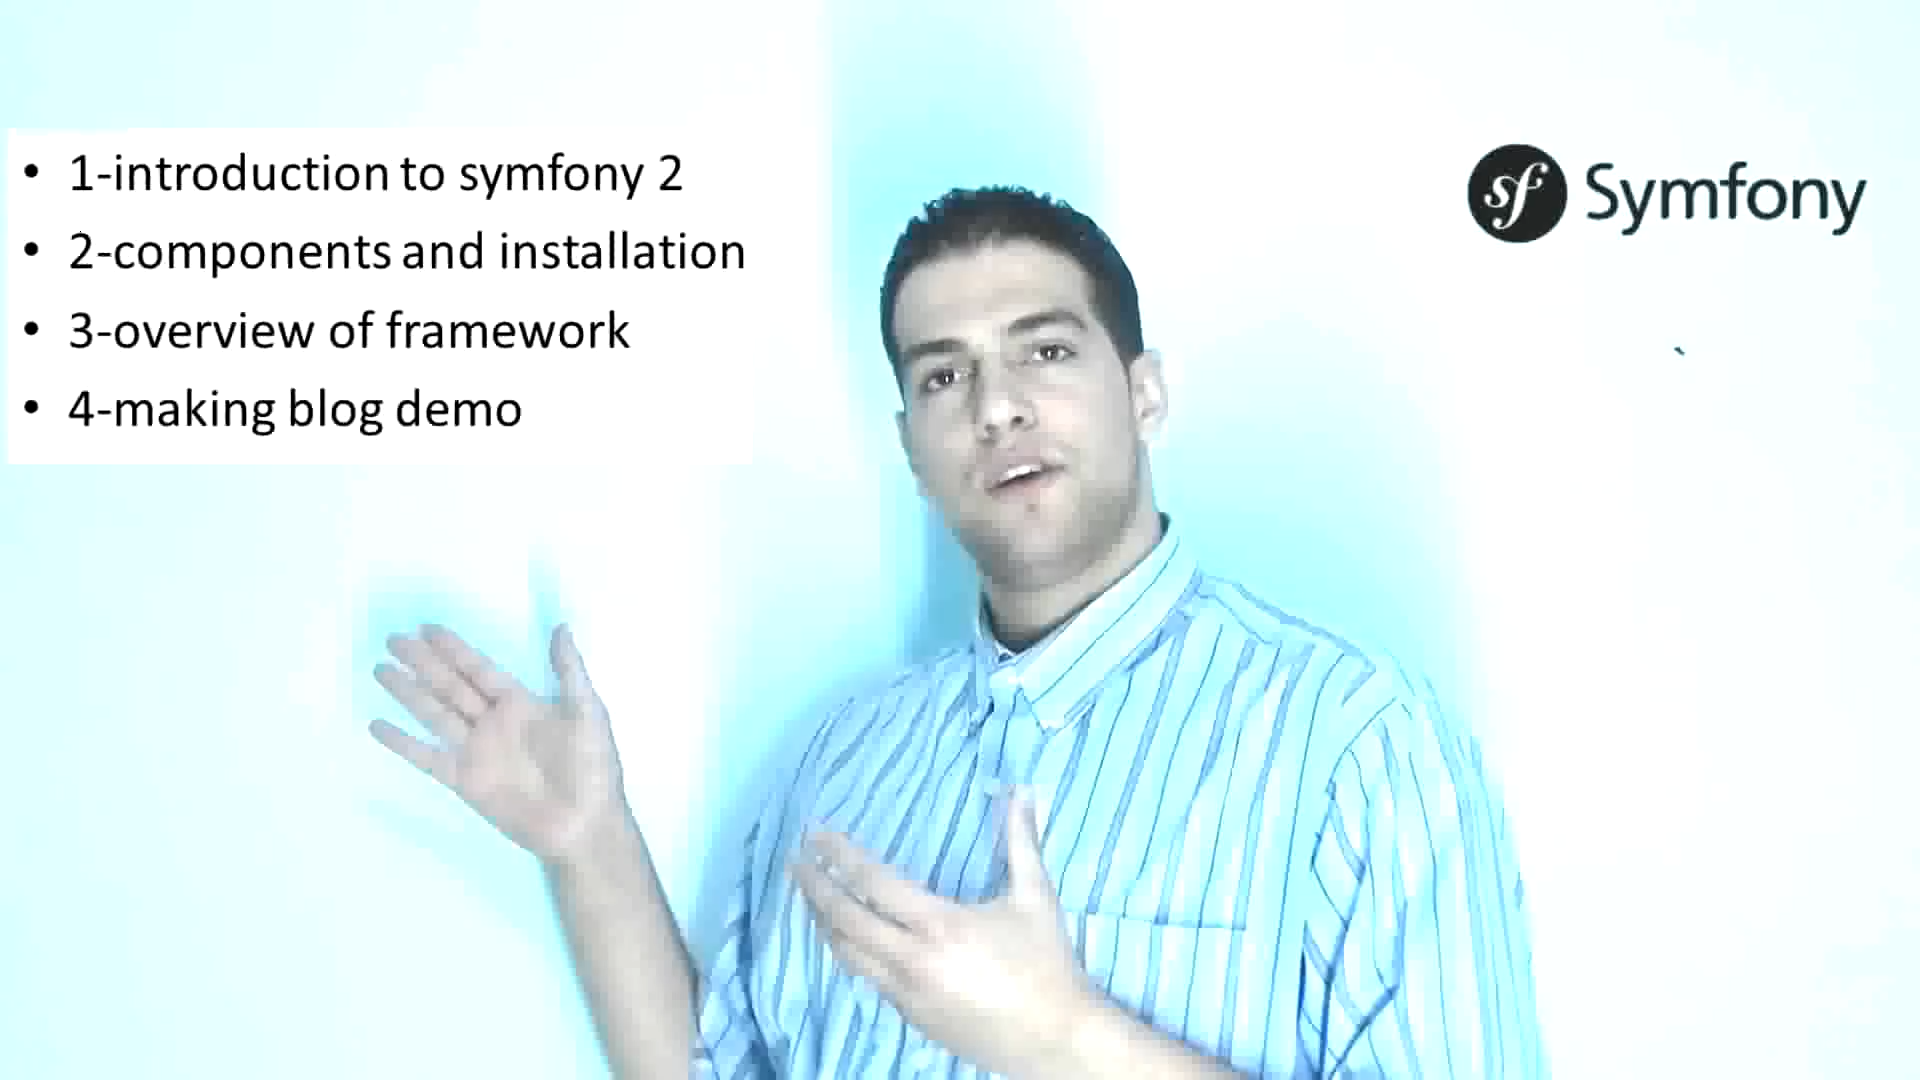 • 1-introduction to symfony 2
• 2-components and installation
• 3-overview of framework
• 4-making blog demo
sf Symfony